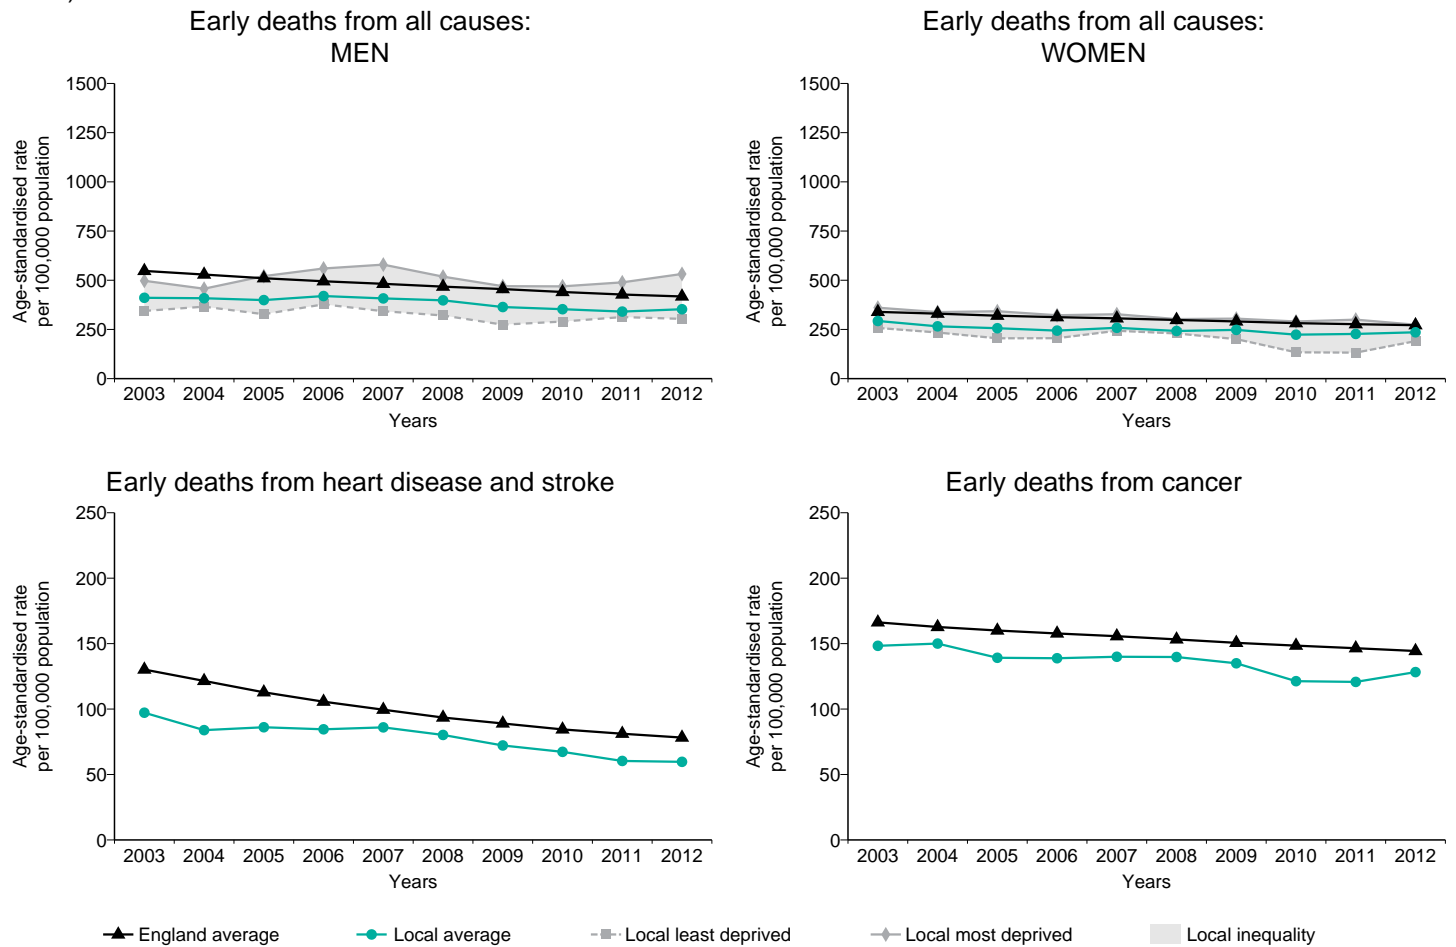 Early deaths from all causes:
MEN
1500
1250
1000
750
500
250
0
Age-standardised rate
per 100,000 population
2003 2004 2005 2006 2007 2008 2009 2010 2011 2012
Years
Early deaths from all causes:
WOMEN
1500
1250
1000
750
500
250
0
Age-standardised rate
per 100,000 population
2003 2004 2005 2006 2007 2008 2009 2010 2011 2012
Years
Early deaths from heart disease and stroke
250
200
150
100
50
0
Age-standardised rate
per 100,000 population
2003 2004 2005 2006 2007 2008 2009 2010 2011 2012
Years
Early deaths from cancer
250
200
150
100
50
0
Age-standardised rate
per 100,000 population
2003 2004 2005 2006 2007 2008 2009 2010 2011 2012
Years
England average Local average Local least deprived Local most deprived Local inequality